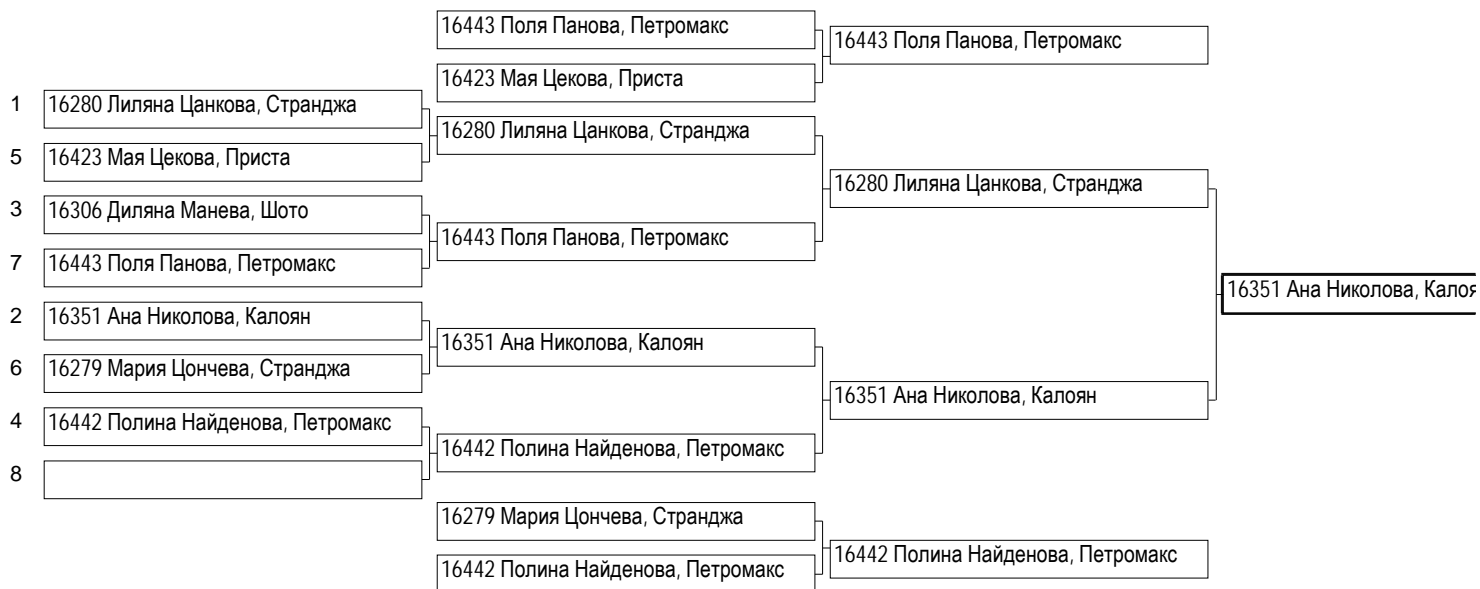 16443 Поля Панова, Петромакс
16443 Поля Панова, Петромакс
16423 Мая Цекова, Приста
1 16280 Лиляна Цанкова, Странджа
16280 Лиляна Цанкова, Странджа
5 16423 Мая Цекова, Приста
16280 Лиляна Цанкова, Странджа
3 16306 Диляна Манева, Шото
16443 Поля Панова, Петромакс
7 16443 Поля Панова, Петромакс
16351 Ана Николова, Калоя
2 16351 Ана Николова, Калоян
16351 Ана Николова, Калоян
6 16279 Мария Цончева, Странджа
16351 Ана Николова, Калоян
4 16442 Полина Найденова, Петромакс
16442 Полина Найденова, Петромакс
8
16279 Мария Цончева, Странджа
16442 Полина Найденова, Петромакс
16442 Полина Найденова, Петромакс